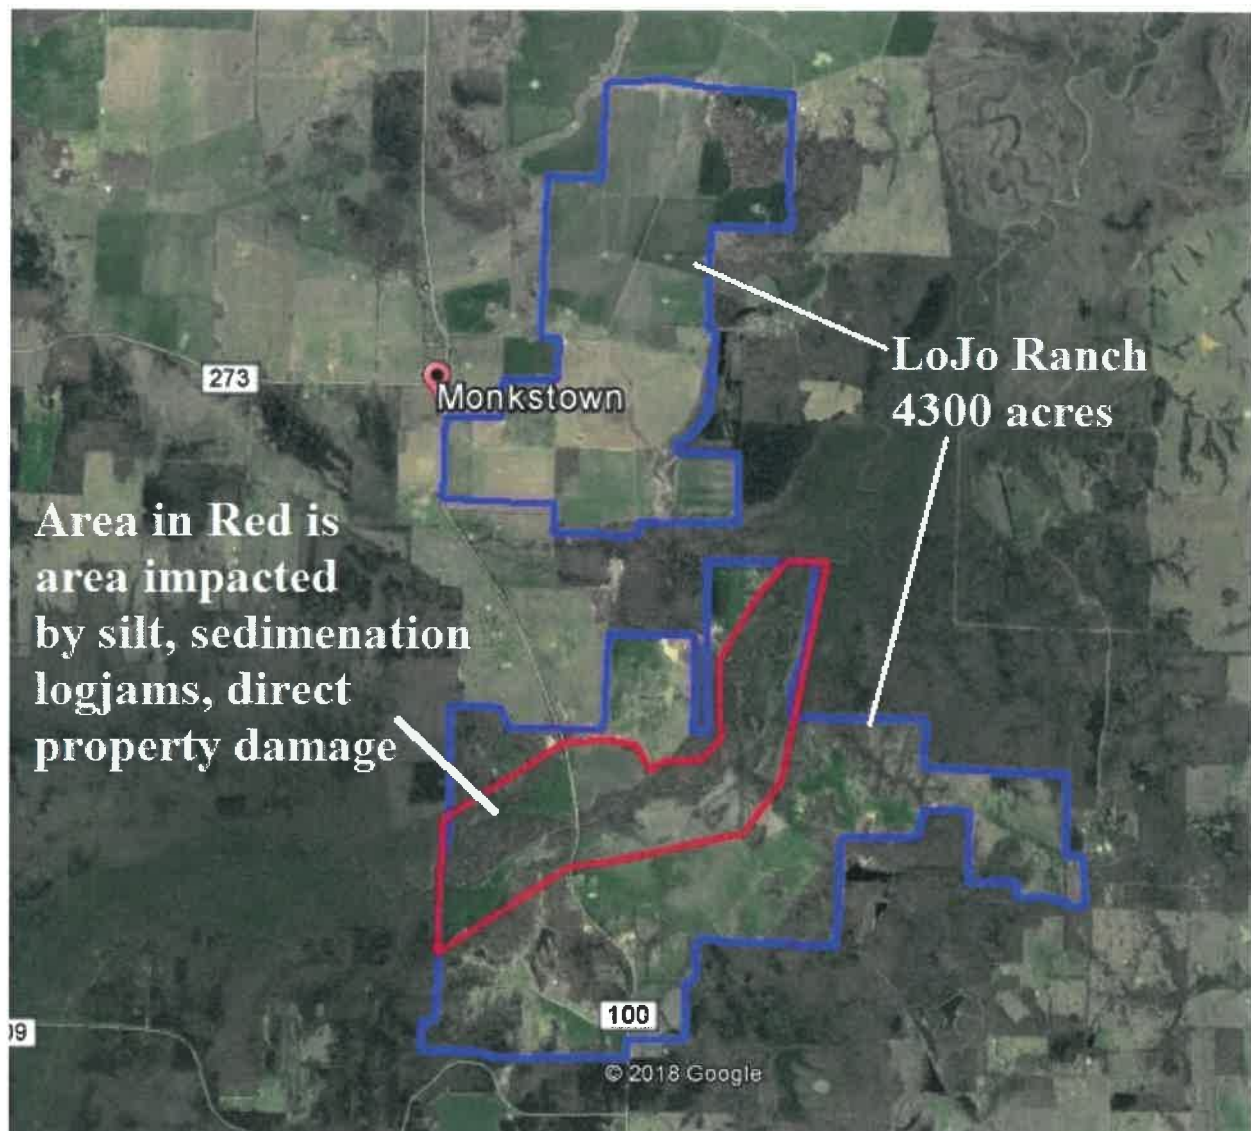 LoJo Ranch
4300 acres
273
Monkstown
Area in Red is
area impacted
by silt, sedimenation
logjams, direct
property damage
100
09
© 2018 Google